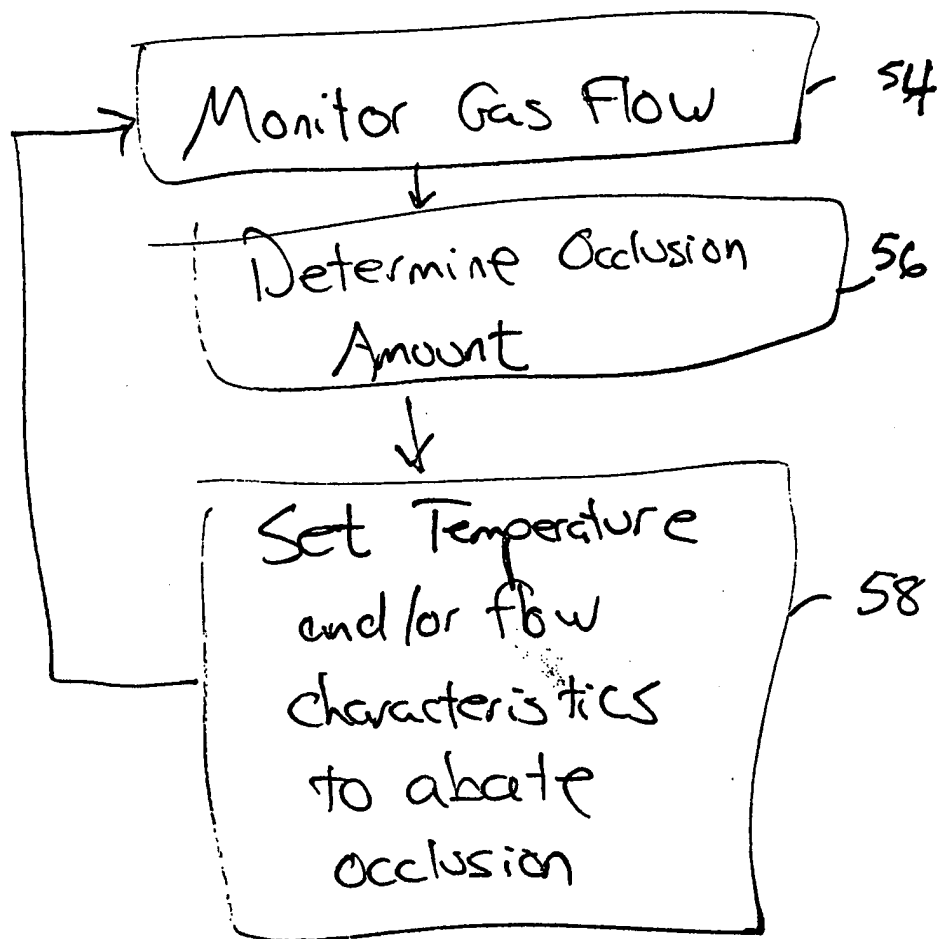 Monitor Gas Flow
54
Determine Occlusion
56
Amount
Set Temperature
and/or flow
58
characteristics
to abate
occlusion